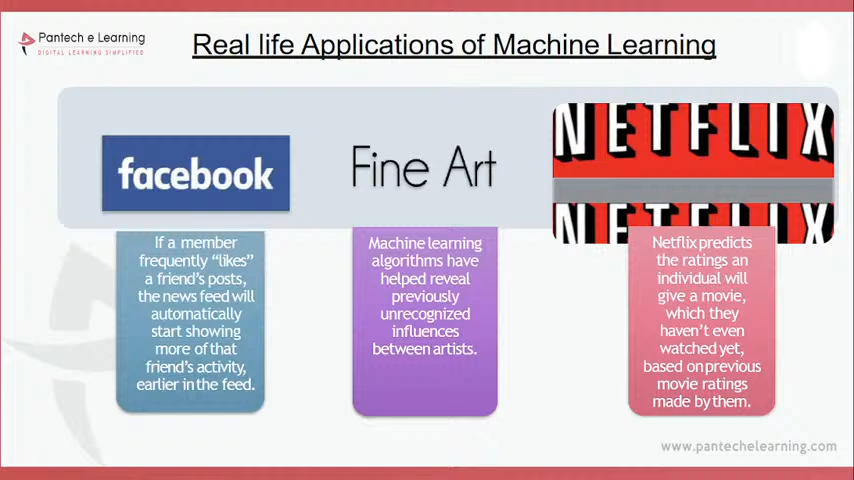 Pantech e Learning
DIGITAL LEARNING SIMPLIFIED
Real life Applications of Machine Learning
facebook
Fine Art
NETFLIX
NETFLIX
If a member
frequently “likes”
a friend’s posts,
the news feed will
automatically
start showing
more of that
friend’s activity,
earlier in the feed.
Machine learning
algorithms have
helped reveal
previously
unrecognized
influences
between artists.
Netflix predicts
the ratings an
individual will
give a movie,
which they
haven’t even
watched yet,
based on previous
movie ratings
made by them.
www.pantechelearning.com